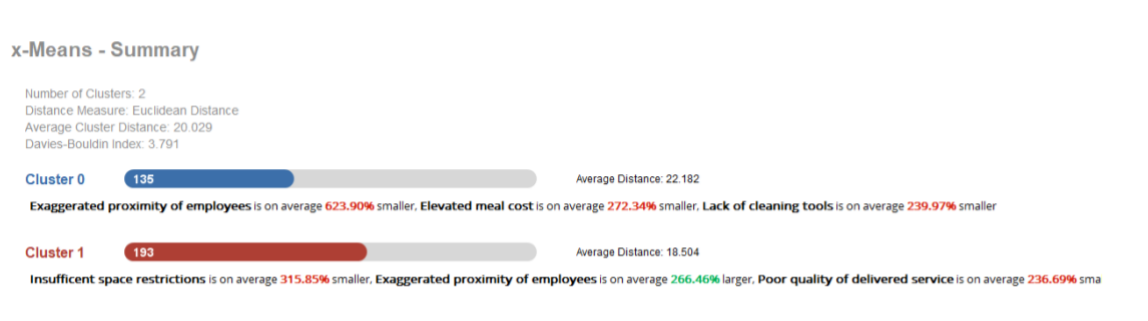 x-Means - Summary
Number of Clusters: 2
Distance Measure: Euclidean Distance
Average Cluster Distance: 20.029
Davies-Bouldin Index: 3.791
Cluster 0 135 Average Distance: 22.182
Exaggerated proximity of employees is on average 623.90% smaller, Elevated meal cost is on average 272.34% smaller, Lack of cleaning tools is on average 239.97% smaller
Cluster 1 193 Average Distance: 18.504
Insufficent space restrictions is on average 315.85% smaller, Exaggerated proximity of employees is on average 266.46% larger, Poor quality of delivered service is on average 236.69% sma